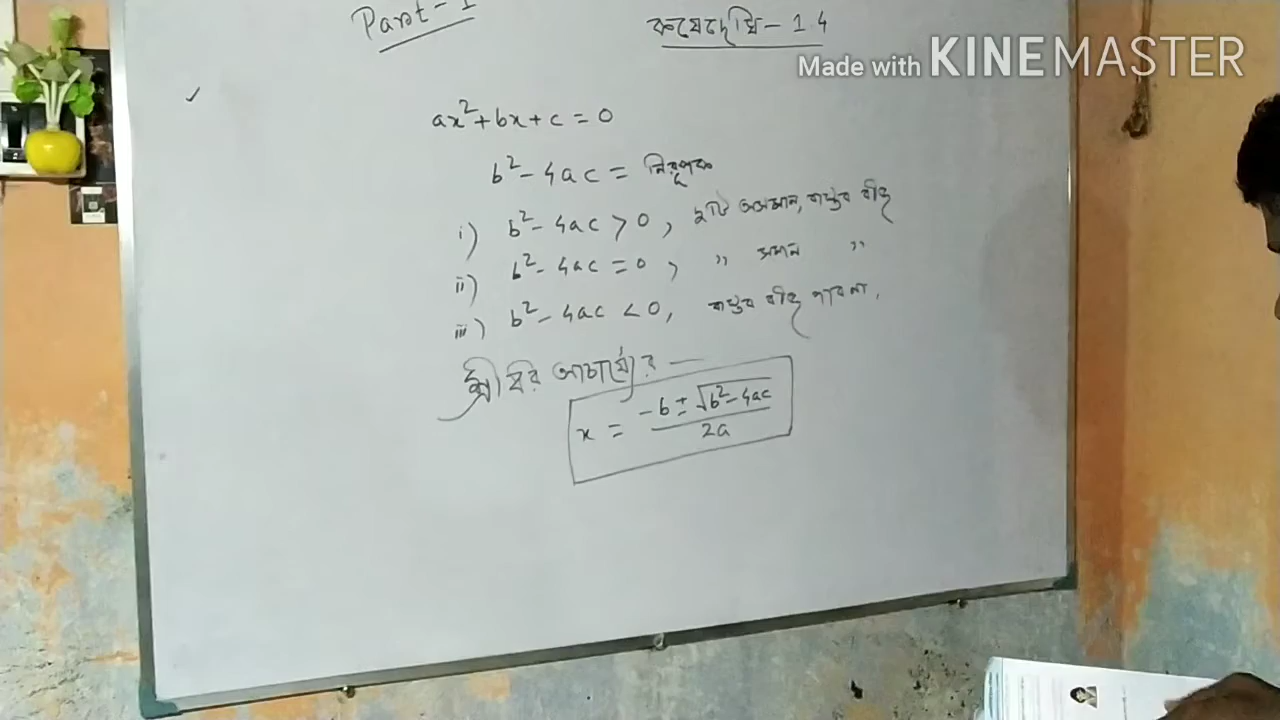 Part - 1
কষেদেখি - 1.4
Made with KINEMASTER
ax² + bx + c = 0
b² - 4ac = নিরূপক
i) b² - 4ac > 0, দুটি অসমান, বাস্তব বীজ
ii) b² - 4ac = 0, ,, সমান ,,
iii) b² - 4ac < 0, বাস্তব বীজ পাবনা,
শ্রীধর আচার্যের —
x = (-b ± √(b² - 4ac)) / 2a